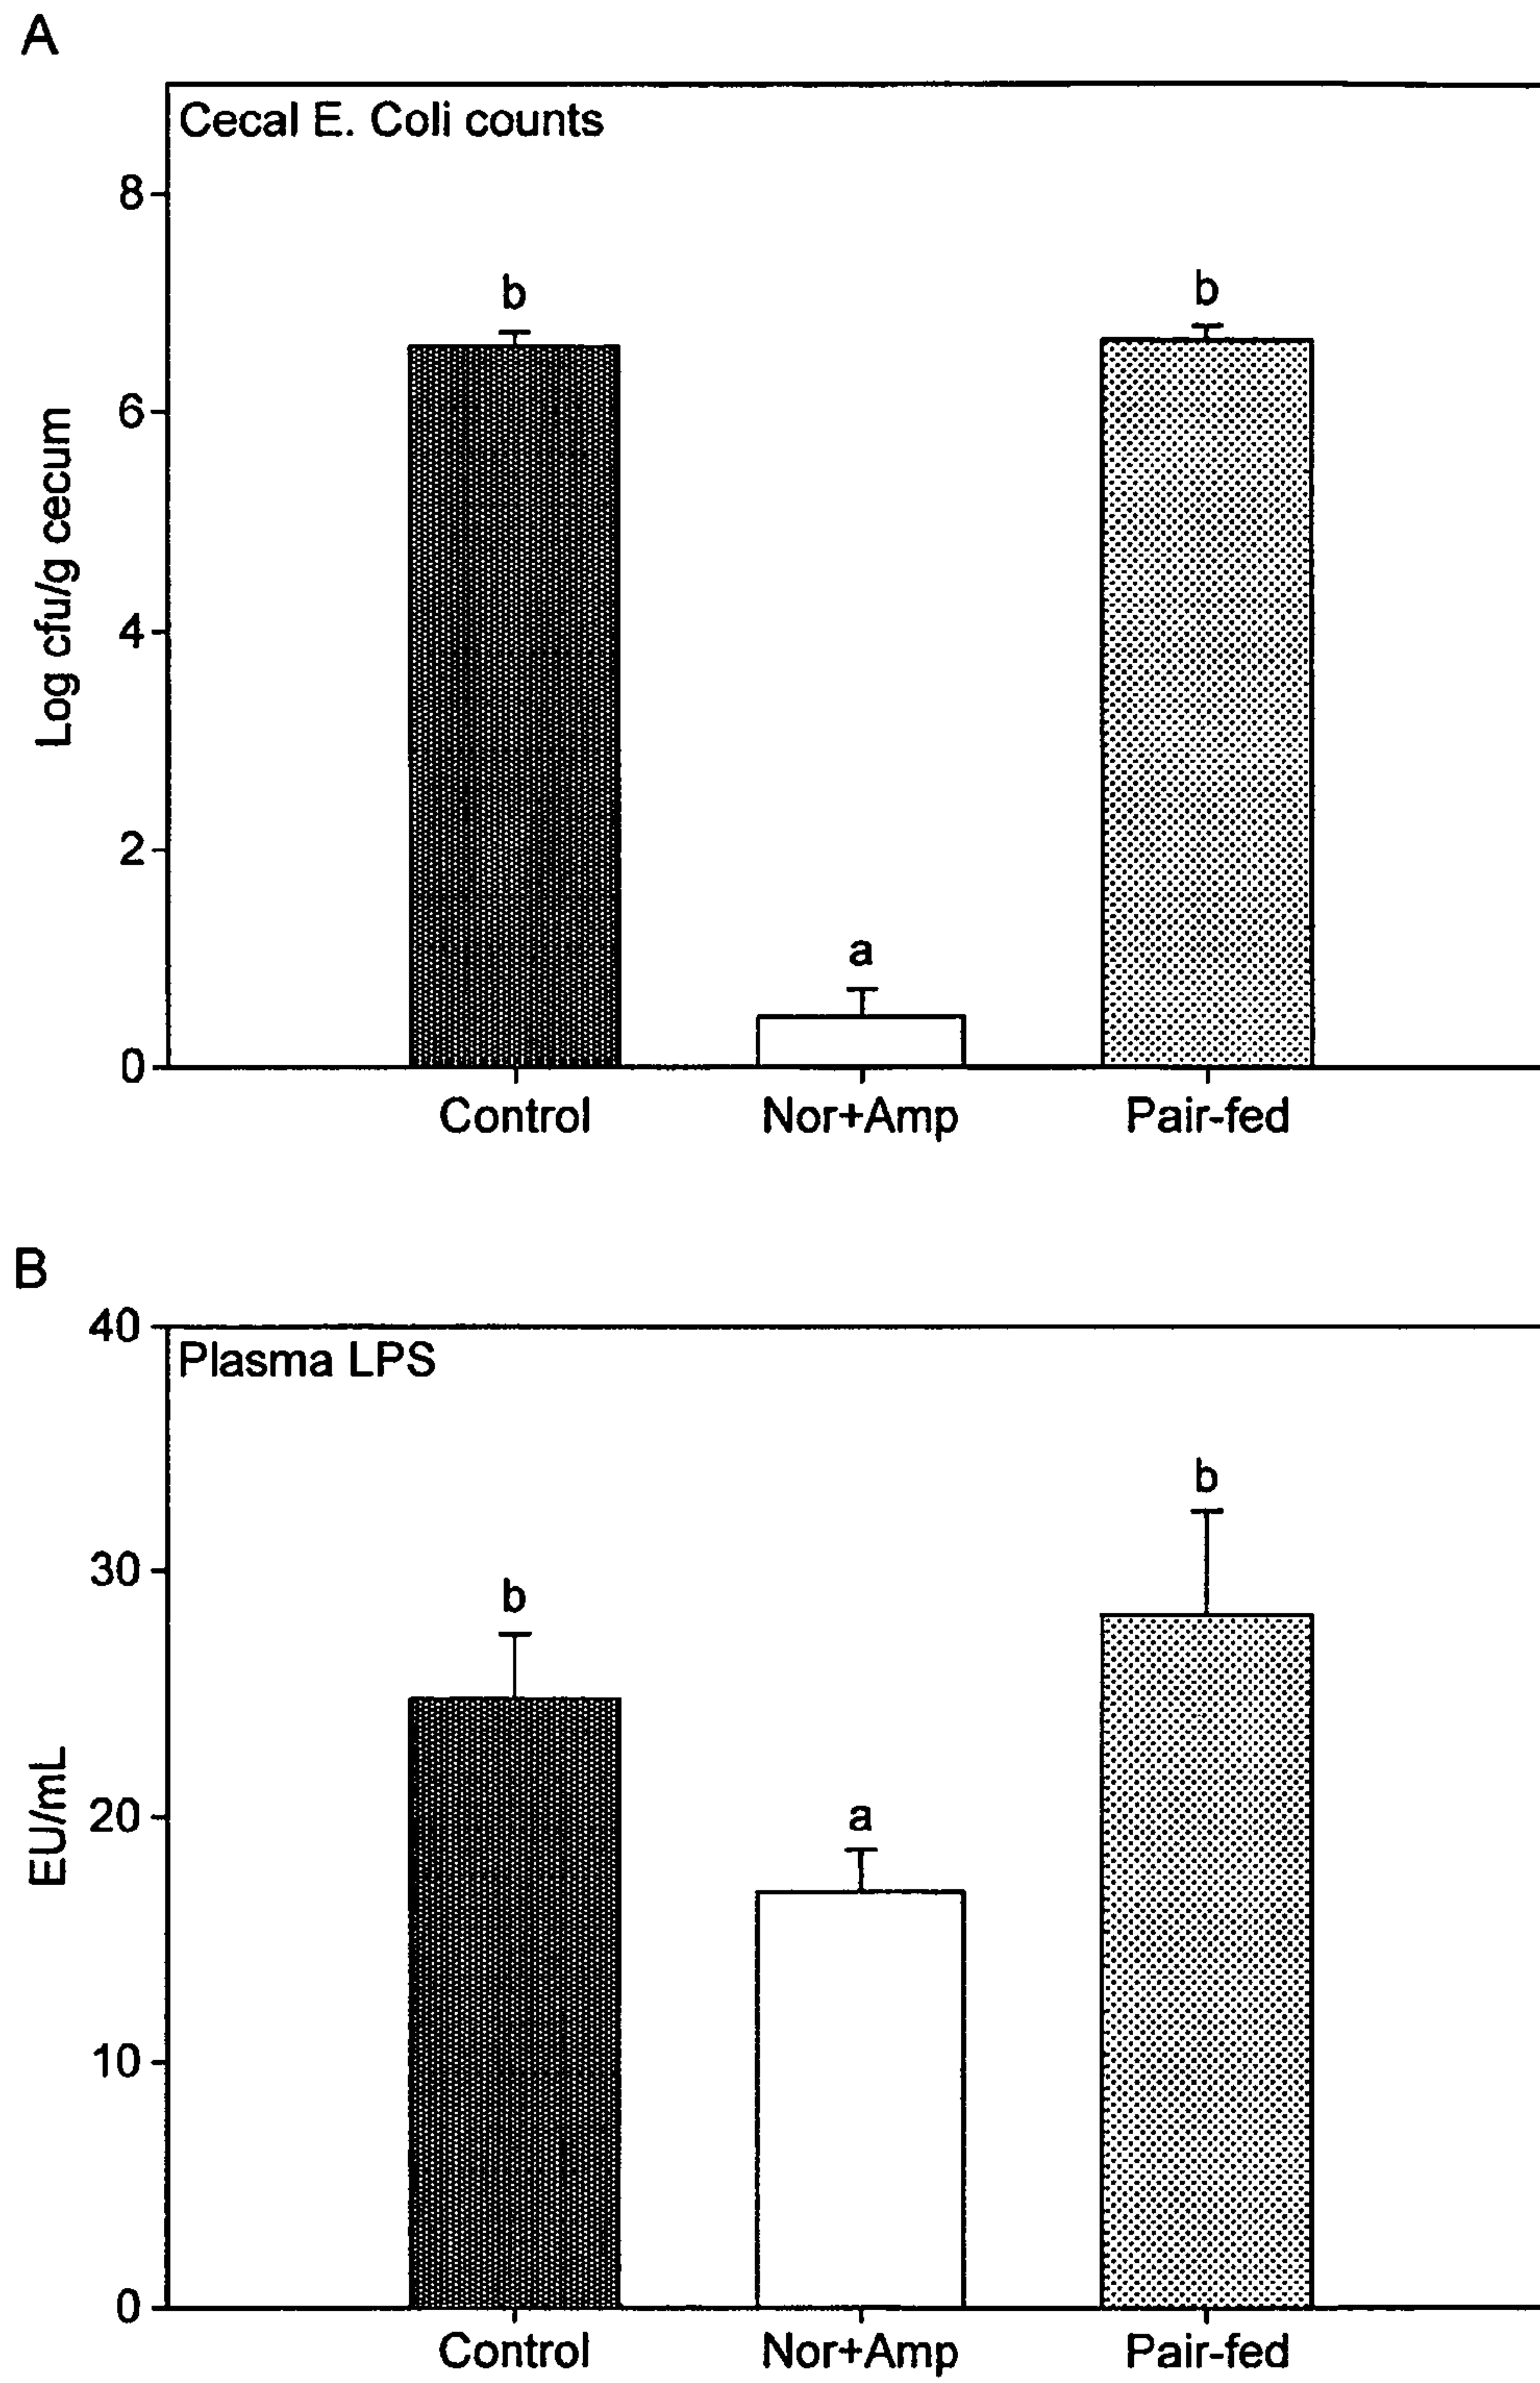 A
Cecal E. Coli counts
8
6
4
2
0
Log cfu/g cecum
b
a
b
Control
Nor+Amp
Pair-fed
B
Plasma LPS
40
30
20
10
0
EU/mL
b
a
b
Control
Nor+Amp
Pair-fed